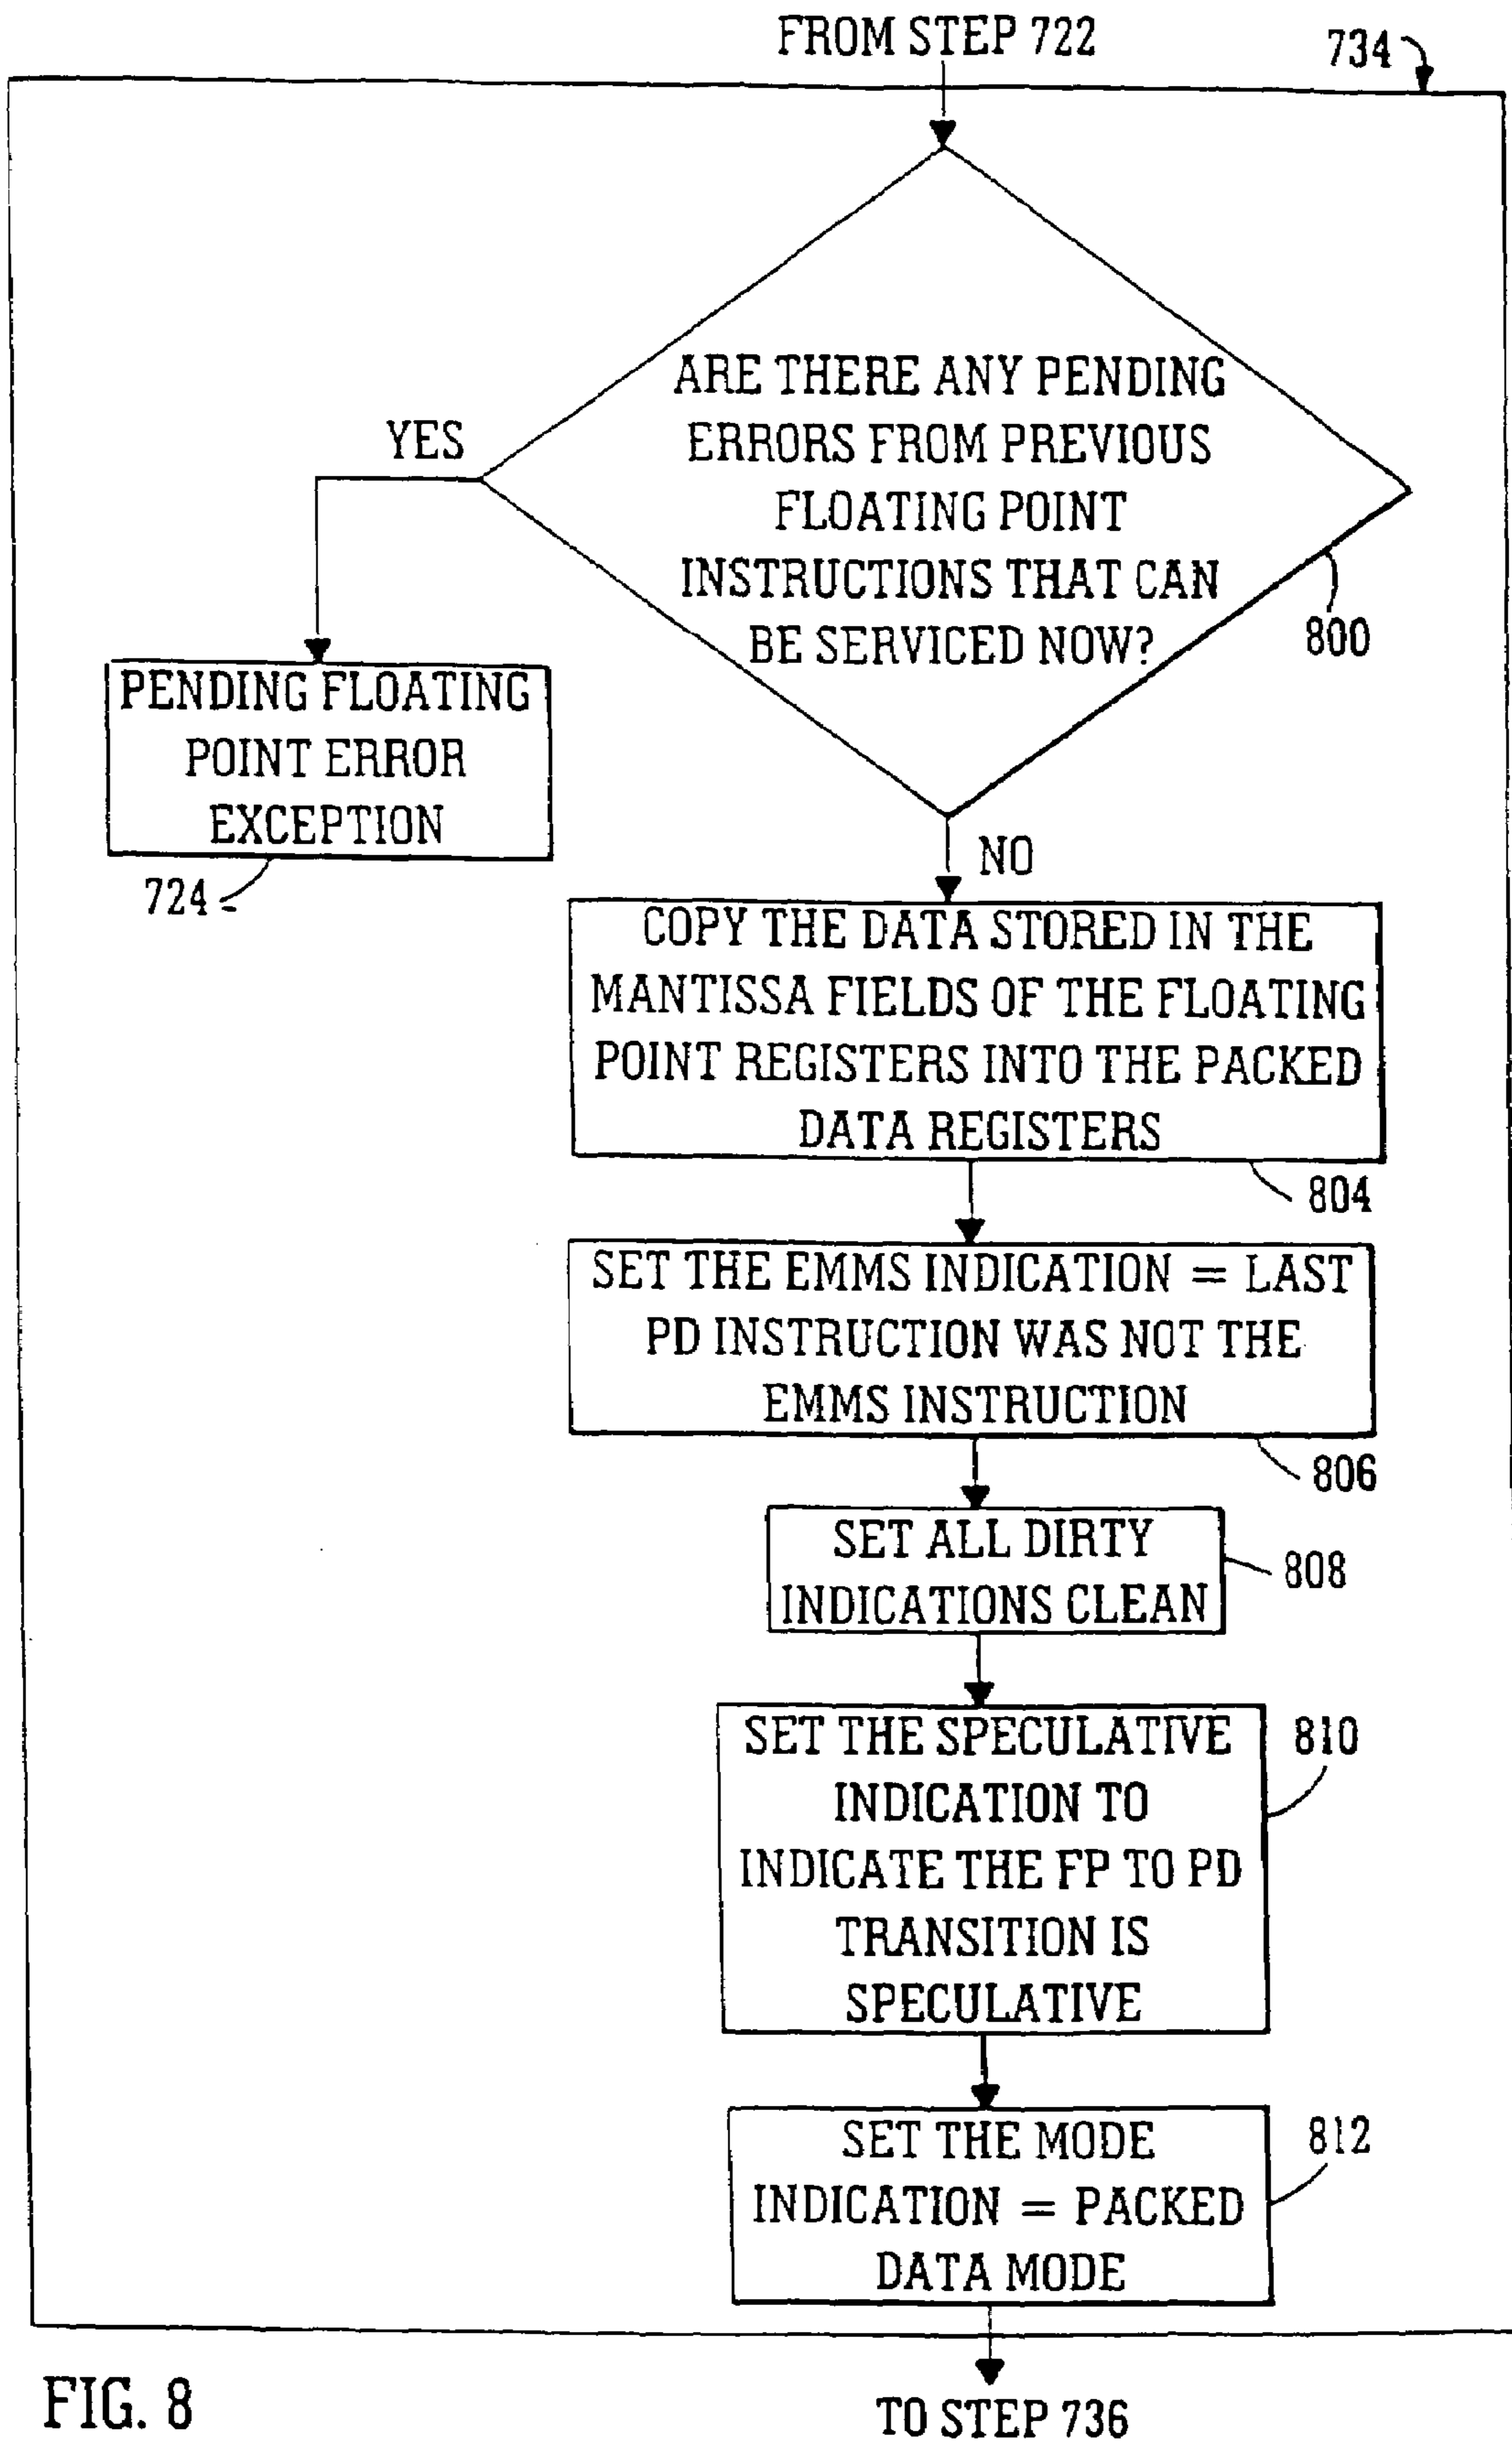 FROM STEP 722
734
ARE THERE ANY PENDING
ERRORS FROM PREVIOUS
FLOATING POINT
INSTRUCTIONS THAT CAN
BE SERVICED NOW?
800
YES
PENDING FLOATING
POINT ERROR
EXCEPTION
724
NO
COPY THE DATA STORED IN THE
MANTISSA FIELDS OF THE FLOATING
POINT REGISTERS INTO THE PACKED
DATA REGISTERS
804
SET THE EMMS INDICATION = LAST
PD INSTRUCTION WAS NOT THE
EMMS INSTRUCTION
806
SET ALL DIRTY
INDICATIONS CLEAN
808
SET THE SPECULATIVE
INDICATION TO
INDICATE THE FP TO PD
TRANSITION IS
SPECULATIVE
810
SET THE MODE
INDICATION = PACKED
DATA MODE
812
TO STEP 736
FIG. 8